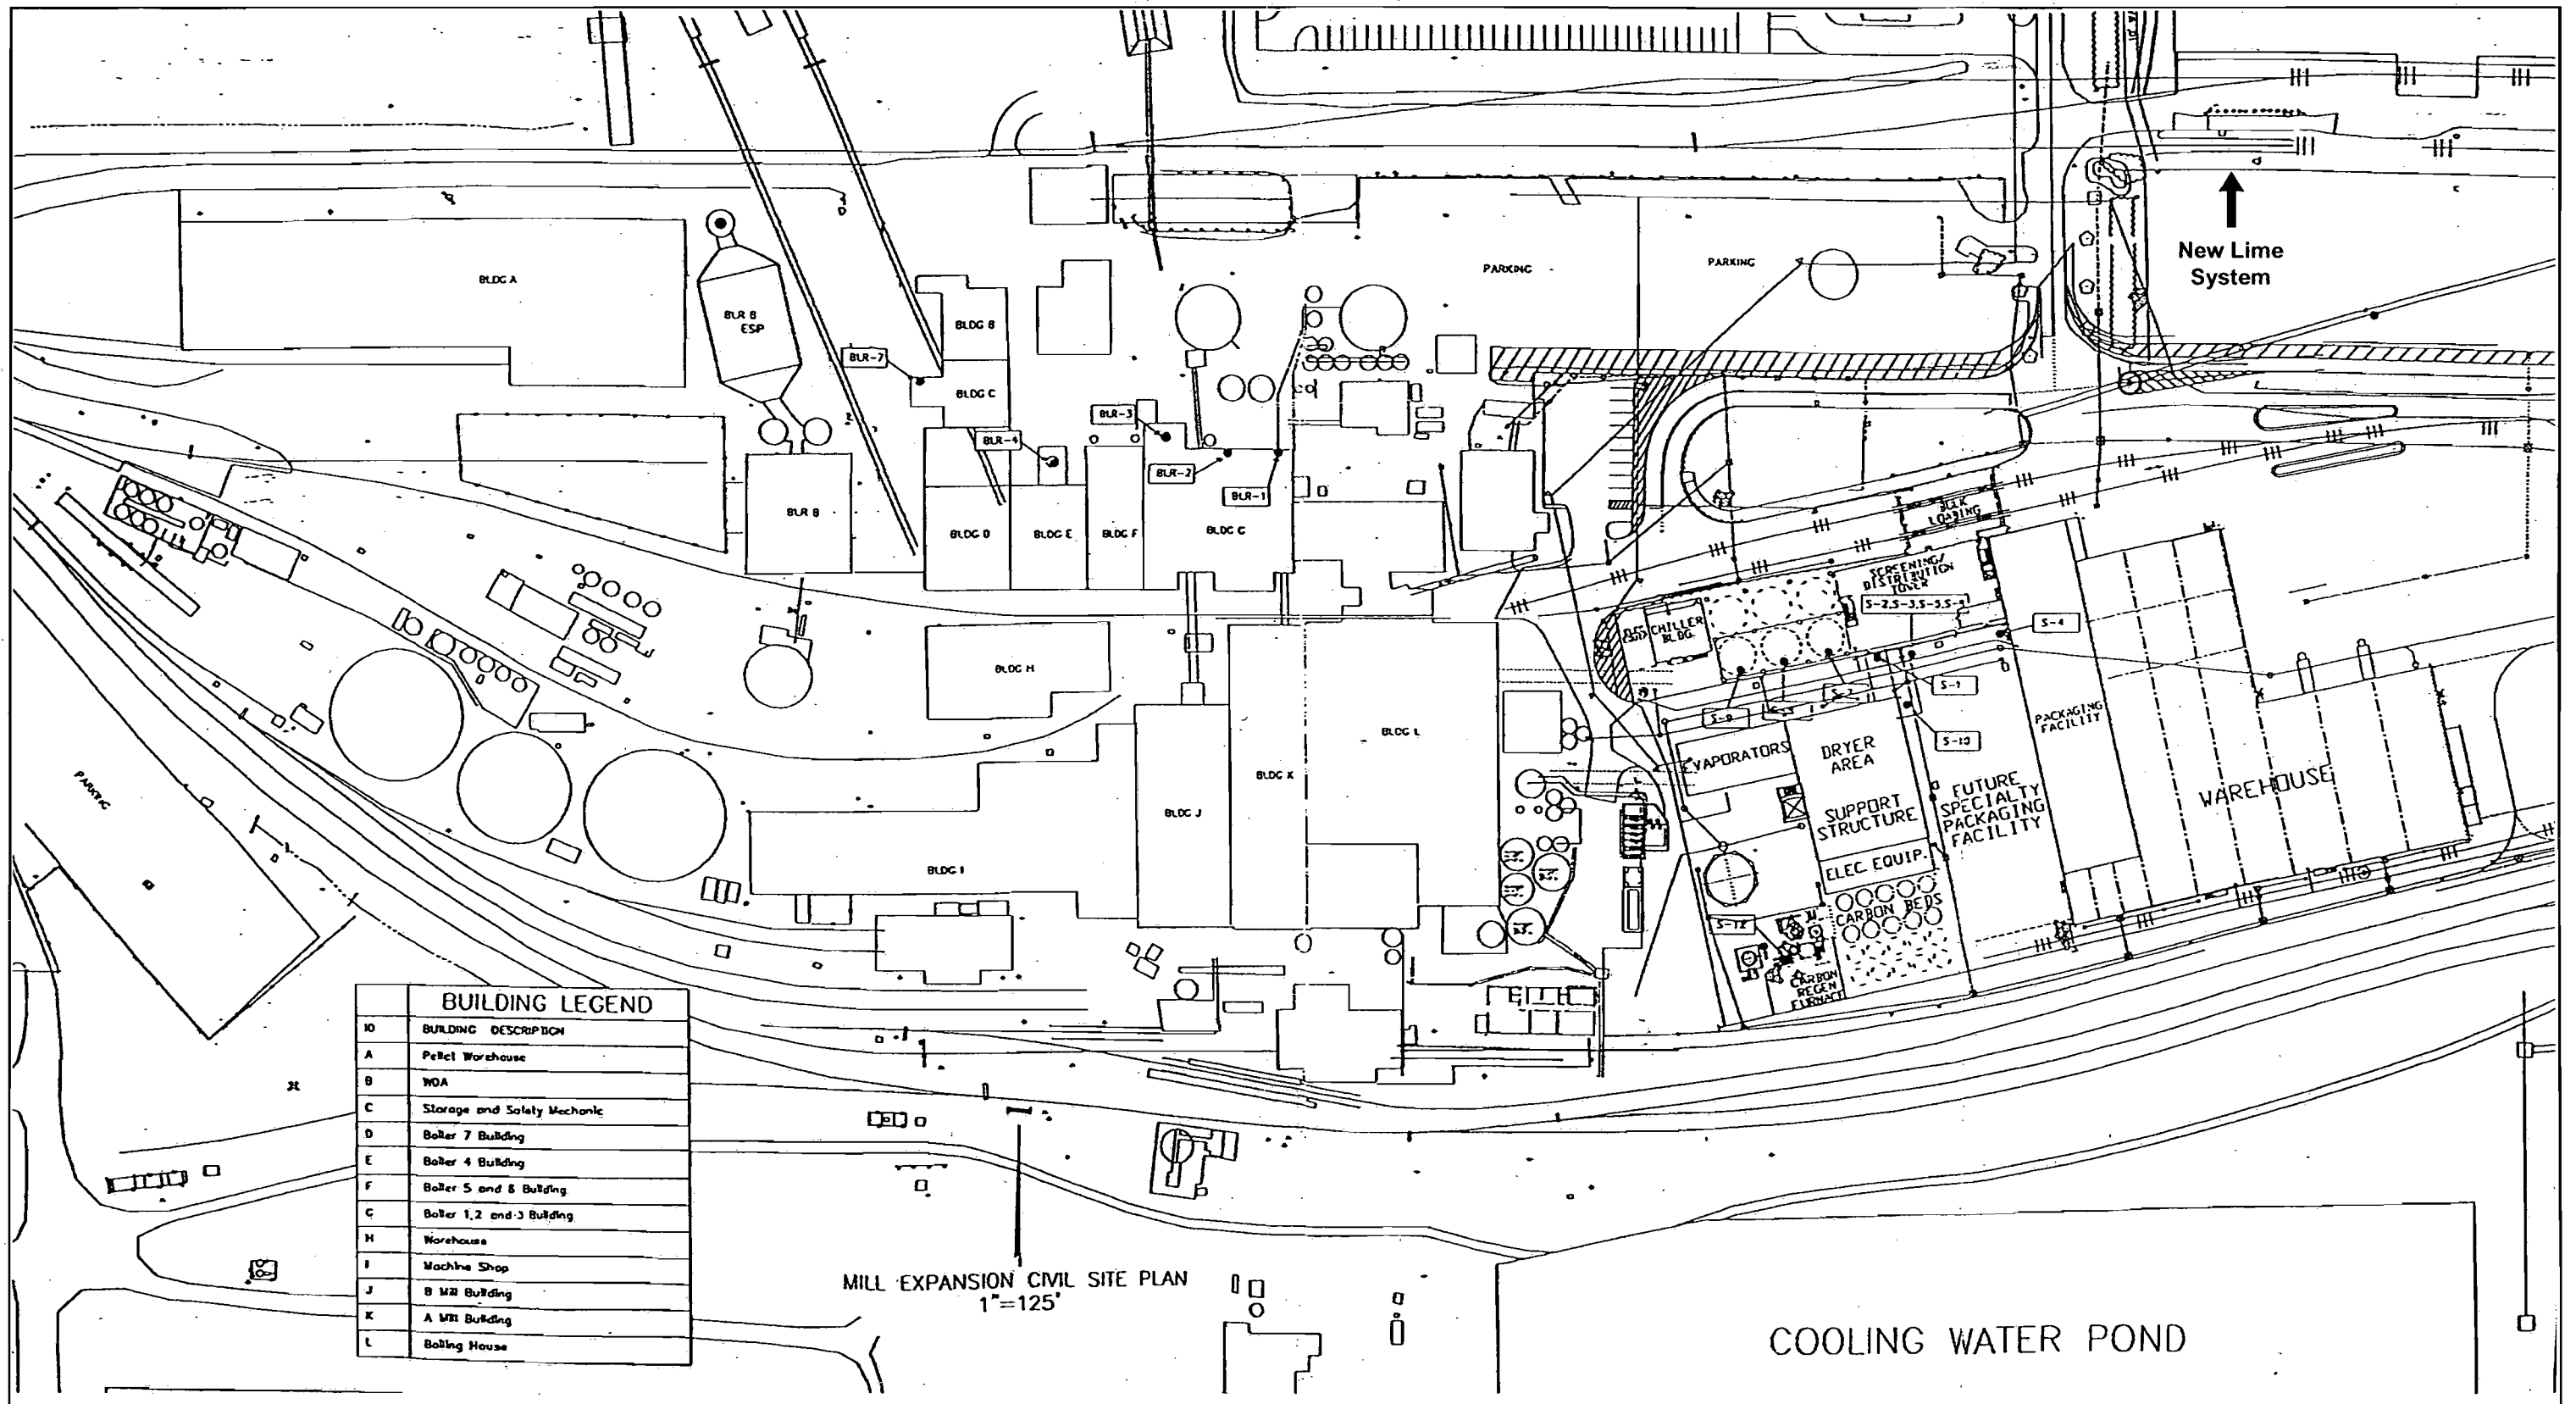 New Lime
System
PARKING
PARKING
BLDG A
BLR 8
ESP
BLDG B
BLR-7
BLDG C
BLR-3
BLR-4
BLR-2
BLR-1
BLR 8
BLDG D
BLDG E
BLDG F
BLDG G
BULK
LOADING
SCREENING/
DISTRIBUTION
TOWER
S-4
CHILLER
BLDG.
BLDG H
S-1
S-9
S-10
PACKAGING
FACILITY
BLDG L
EVAPORATORS
DRYER
AREA
BLDG K
PARKING
WAREHOUSE
FUTURE
SPECIALTY
PACKAGING
FACILITY
SUPPORT
STRUCTURE
BLDG J
BLDG I
ELEC EQUIP.
CARBON BEDS
S-12
CARBON
REGEN
FURNACE
BUILDING LEGEND
ID BUILDING DESCRIPTION
A Pellet Warehouse
B WDA
C Storage and Safety Mechanic
D Boiler 7 Building
E Boiler 4 Building
F Boiler 5 and 6 Building
G Boiler 1,2 and 3 Building
H Warehouse
I Machine Shop
J B Mill Building
K A Mill Building
L Boiling House
MILL EXPANSION CIVIL SITE PLAN
1"=125'
COOLING WATER POND